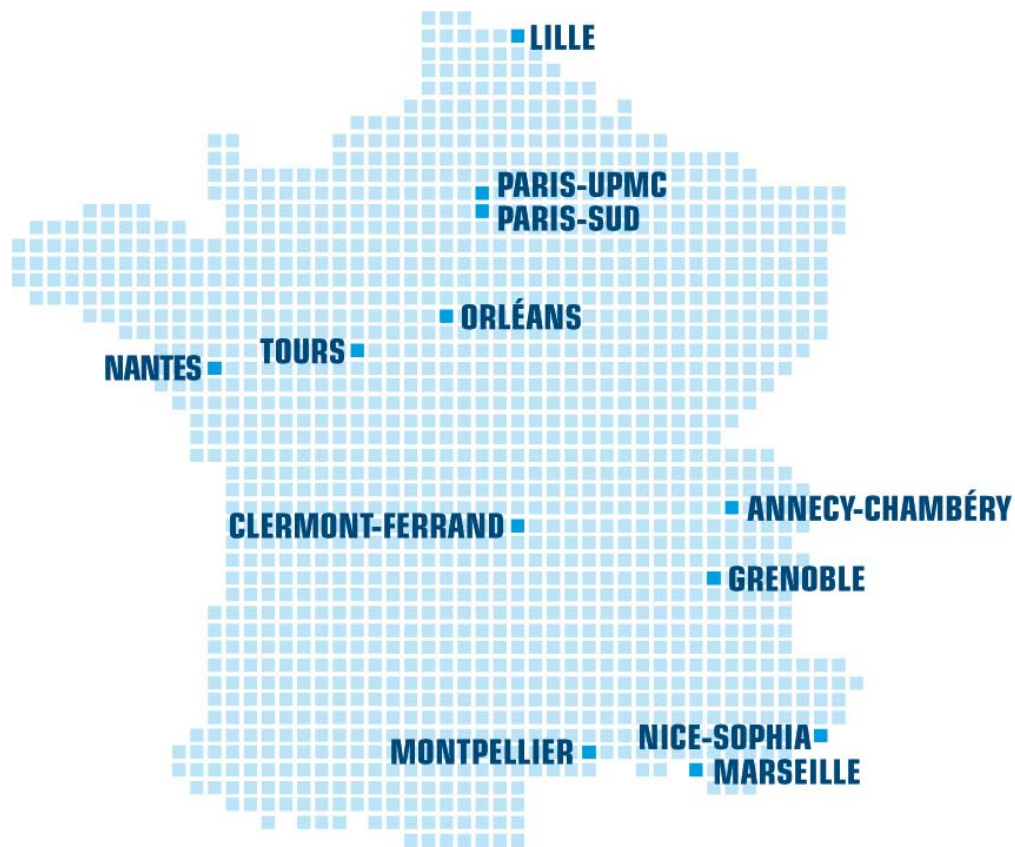 LILLE
PARIS-UPMC
PARIS-SUD
ORLÉANS
TOURS
NANTES
ANNECY-CHAMBÉRY
CLERMONT-FERRAND
GRENOBLE
NICE-SOPHIA
MONTPELLIER
MARSEILLE